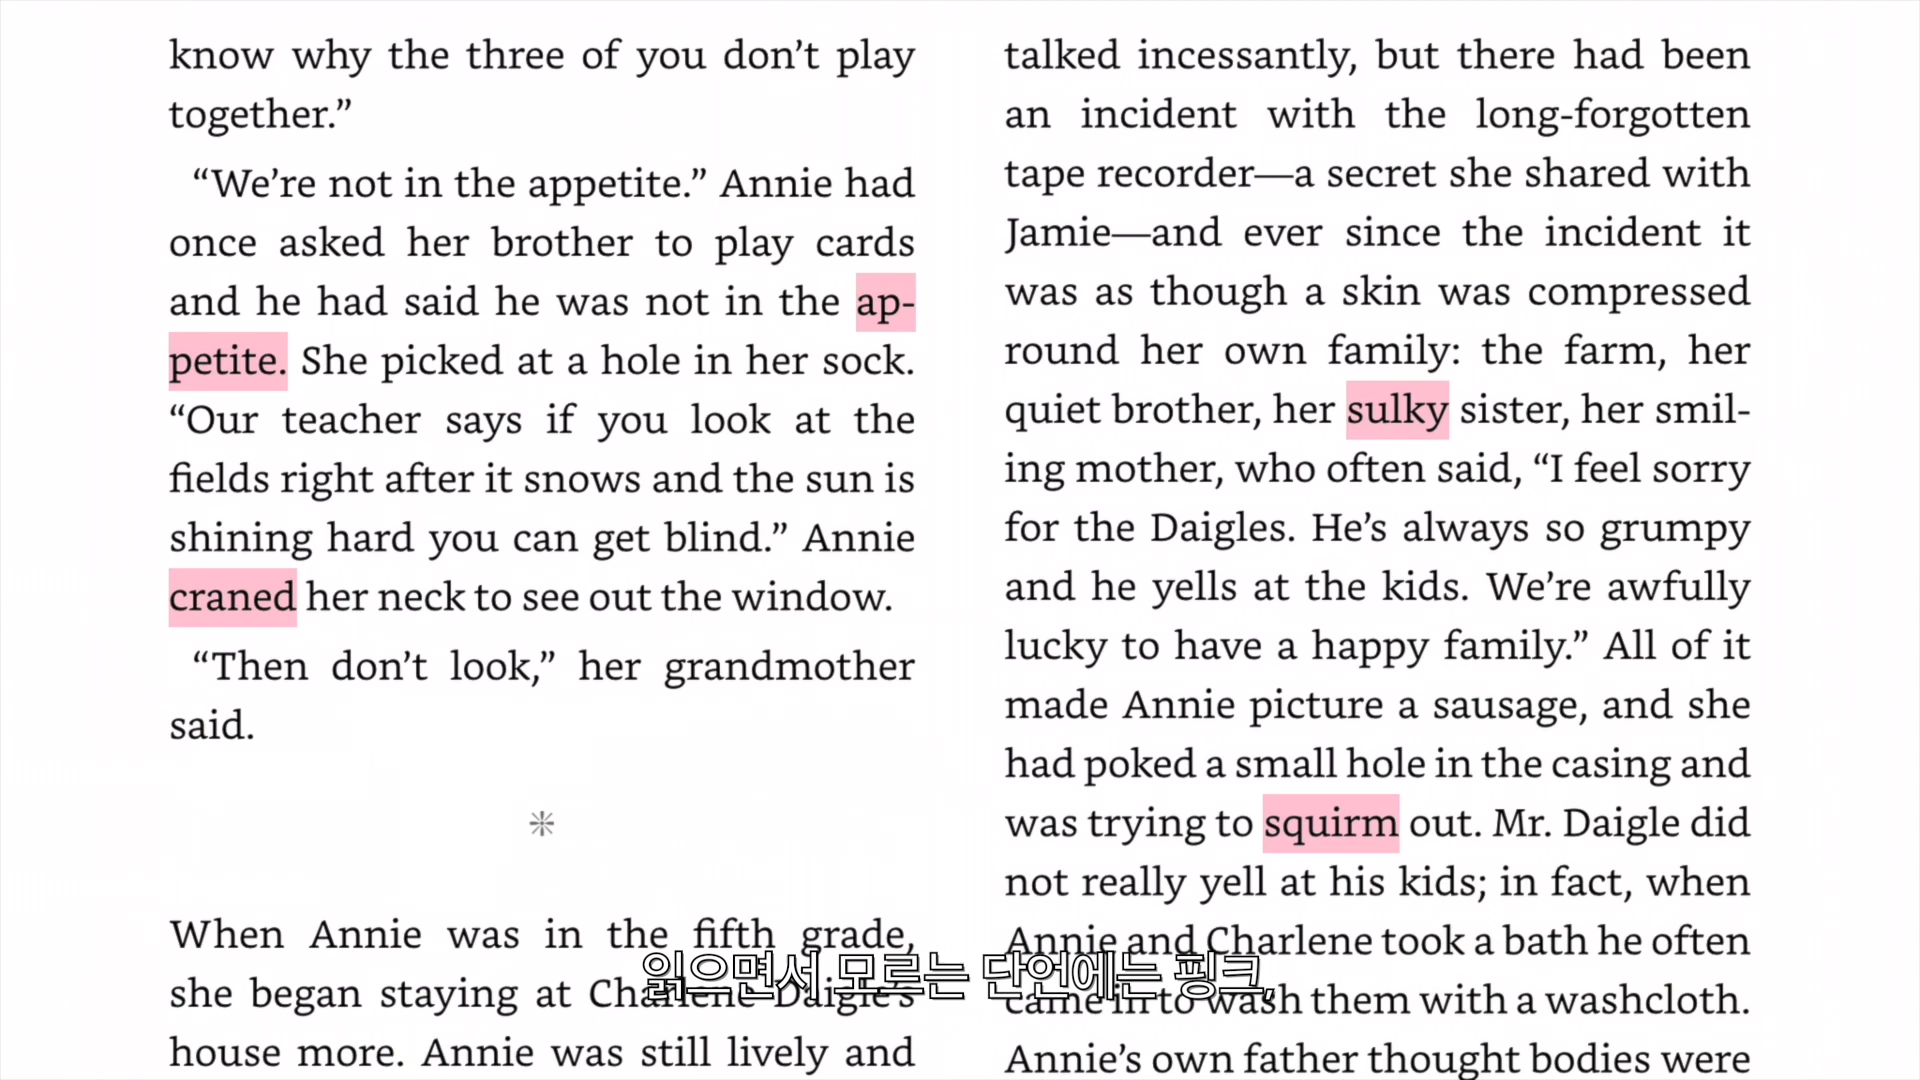 know why the three of you don’t play
together.”
“We’re not in the appetite.” Annie had
once asked her brother to play cards
and he had said he was not in the ap-
petite. She picked at a hole in her sock.
“Our teacher says if you look at the
fields right after it snows and the sun is
shining hard you can get blind.” Annie
craned her neck to see out the window.
“Then don’t look,” her grandmother
said.
When Annie was in the fifth grade,
she began staying at Charlene Daigle’s
house more. Annie was still lively and
talked incessantly, but there had been
an incident with the long-forgotten
tape recorder—a secret she shared with
Jamie—and ever since the incident it
was as though a skin was compressed
round her own family: the farm, her
quiet brother, her sulky sister, her smil-
ing mother, who often said, “I feel sorry
for the Daigles. He’s always so grumpy
and he yells at the kids. We’re awfully
lucky to have a happy family.” All of it
made Annie picture a sausage, and she
had poked a small hole in the casing and
was trying to squirm out. Mr. Daigle did
not really yell at his kids; in fact, when
Annie and Charlene took a bath he often
came in to wash them with a washcloth.
Annie’s own father thought bodies were
읽으면서 모르는 단어에는 핑크,